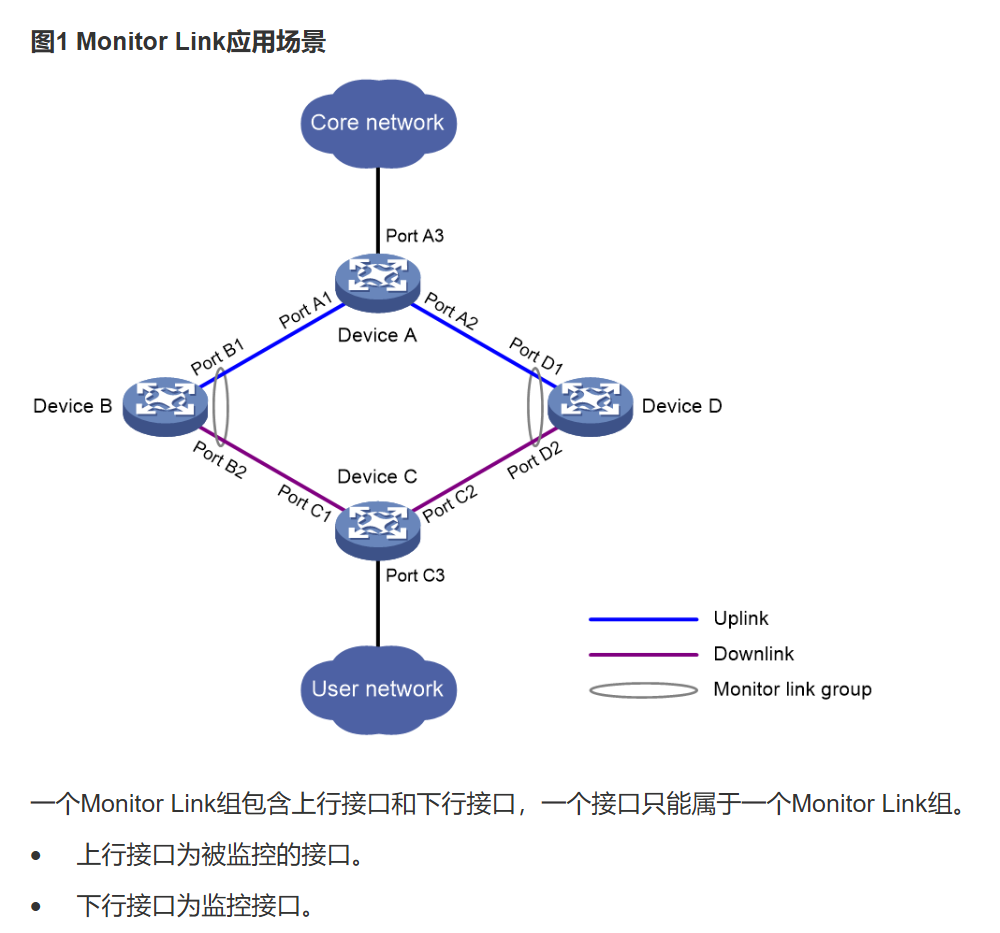 图1 Monitor Link应用场景
Core network
Port A3
Port A1
Port A2
Device A
Port B1
Port D1
Device B
Device D
Port B2
Port D2
Device C
Port C1
Port C2
Port C3
Uplink
Downlink
User network
Monitor link group
一个Monitor Link组包含上行接口和下行接口，一个接口只能属于一个Monitor Link组。
• 上行接口为被监控的接口。
• 下行接口为监控接口。